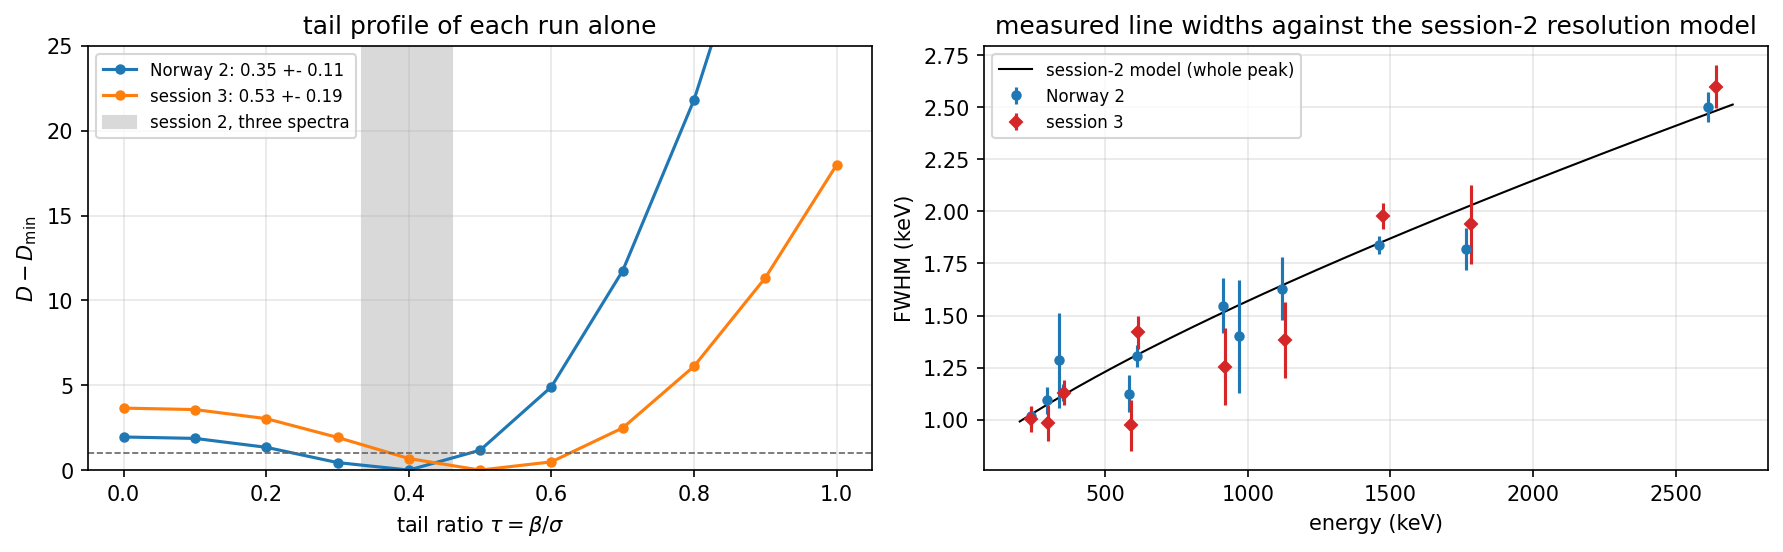 tail profile of each run alone
25
20
15
10
5
0
D − Dmin
Norway 2: 0.35 +- 0.11
session 3: 0.53 +- 0.19
session 2, three spectra
0.0 0.2 0.4 0.6 0.8 1.0
tail ratio τ = β/σ
measured line widths against the session-2 resolution model
2.75
2.50
2.25
2.00
1.75
1.50
1.25
1.00
FWHM (keV)
session-2 model (whole peak)
Norway 2
session 3
500 1000 1500 2000 2500
energy (keV)